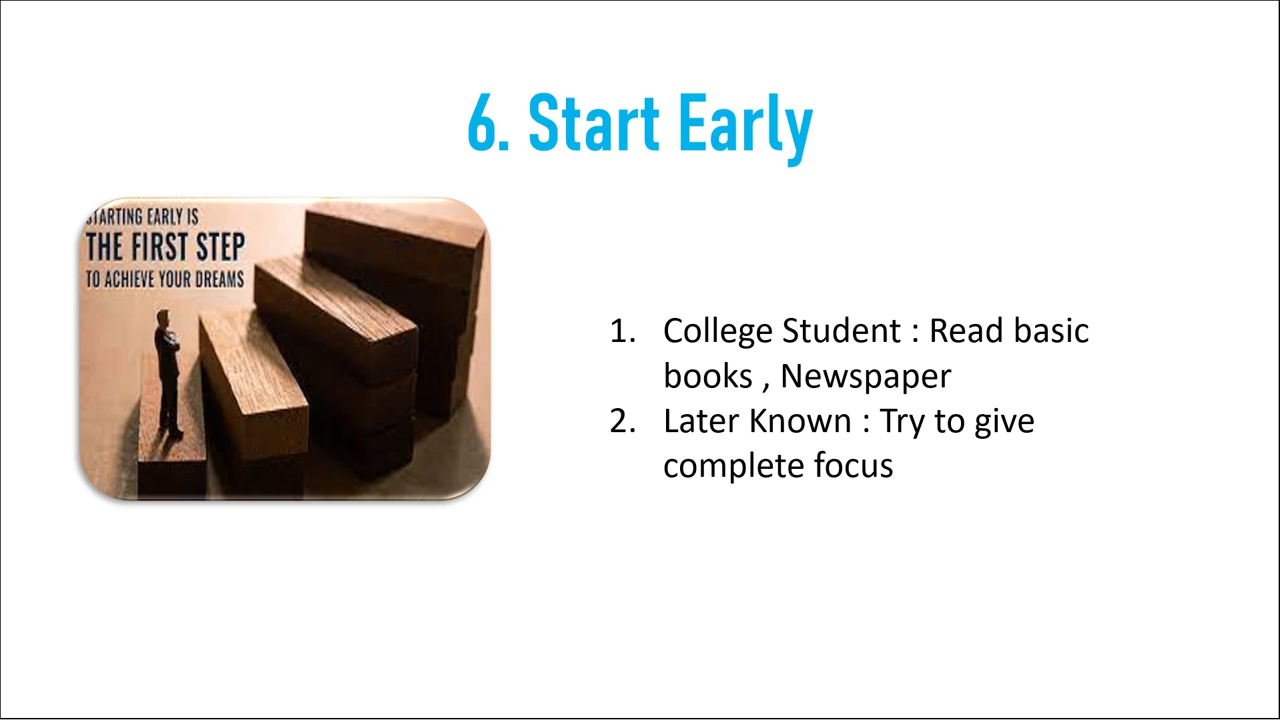 6. Start Early
STARTING EARLY IS
THE FIRST STEP
TO ACHIEVE YOUR DREAMS
1. College Student : Read basic
books , Newspaper
2. Later Known : Try to give
complete focus